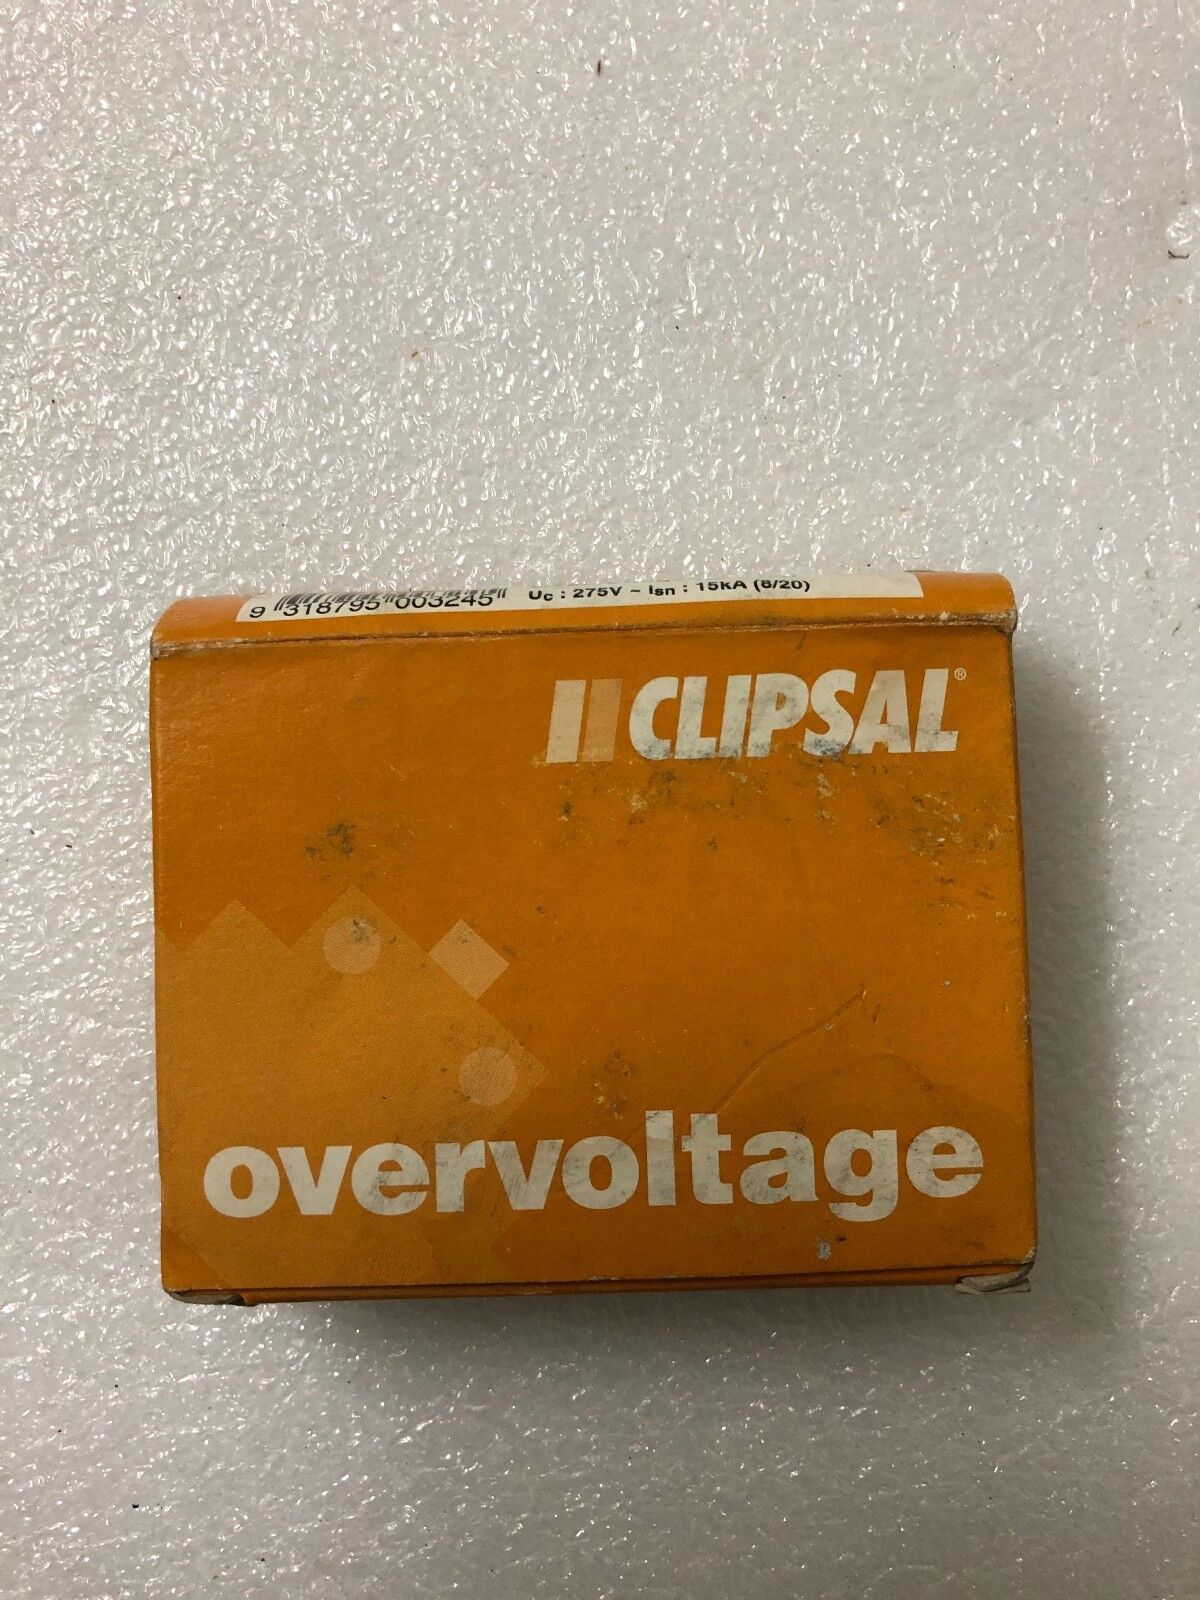 9 318795 003245
Uc : 275V ~ Isn : 15kA (8/20)
CLIPSAL®
overvoltage